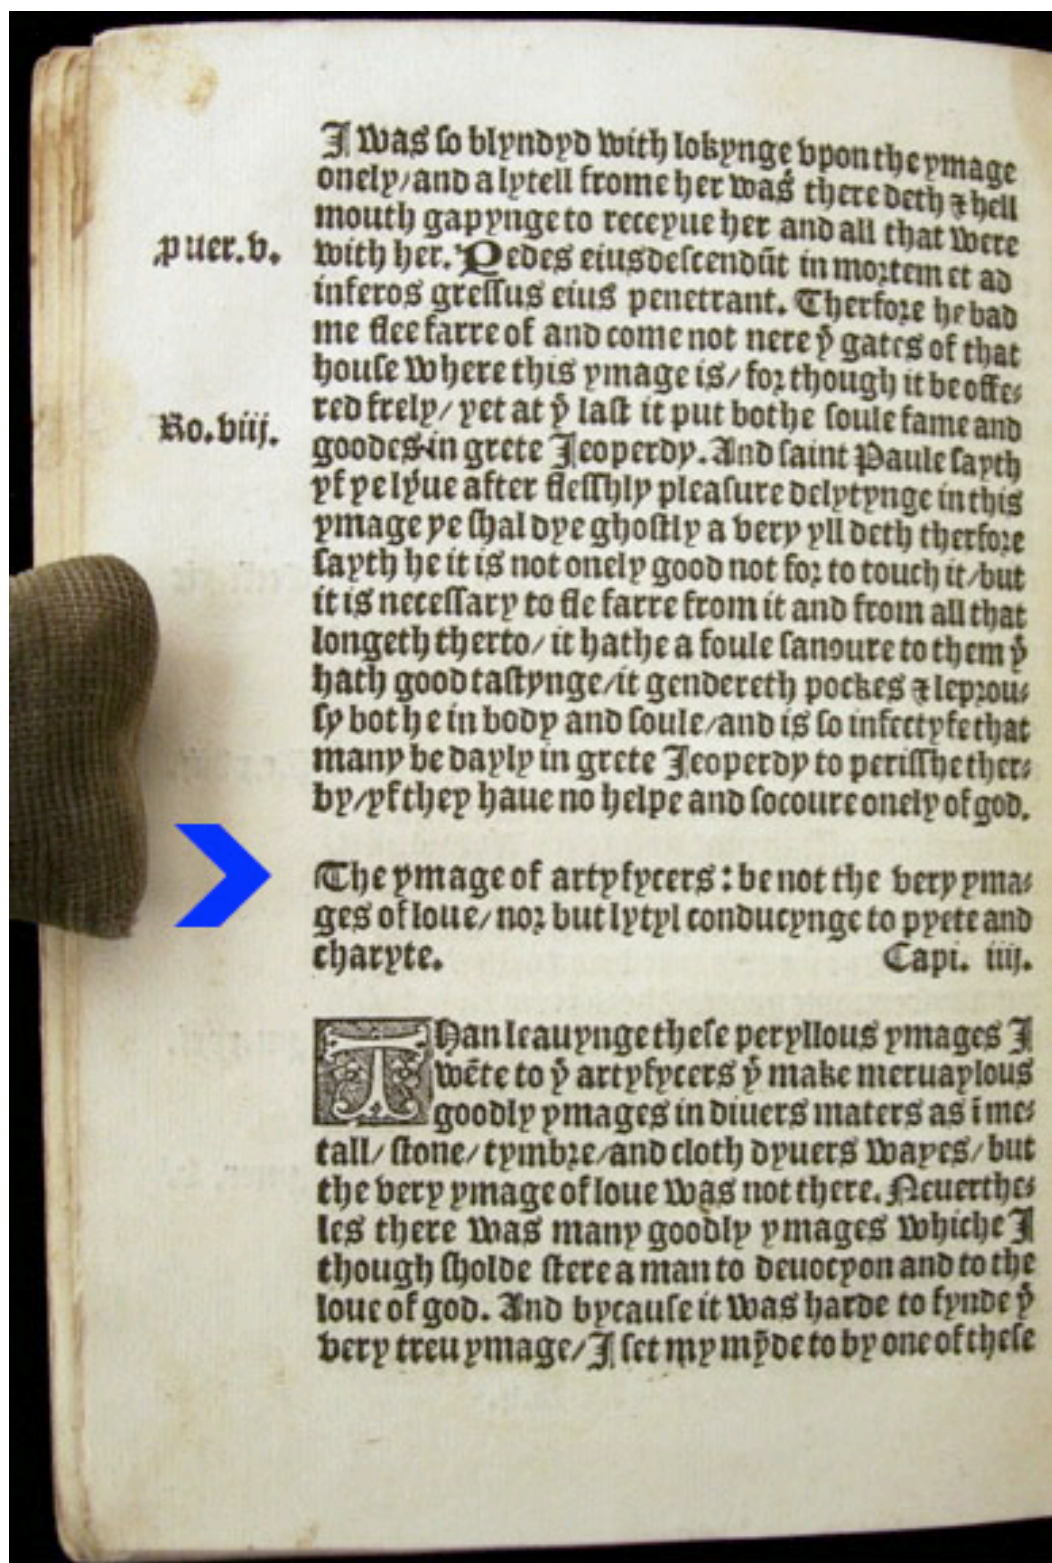 I was so blyndyd with lokynge vpon the ymage
onely/and a lytell frome her was there deth ⁊ hell
mouth gapynge to receyue her and all that were
ꝓuer.v.
with her. Pedes eius descendūt in mortem et ad
inferos gressus eius penetrant. Therfore he bad
me flee farre of and come not nere yͤ gates of that
house where this ymage is/ for though it be offe⸗
red frely/ yet at yͤ last it put bothe soule fame and
Ro.viij.
goodes in grete Jeoperdy. And saint Paule sayth
yf ye lyue after flesshly pleasure delytynge in this
ymage ye shal dye ghostly a very yll deth therfore
sayth he it is not onely good not for to touch it/but
it is necessary to fle farre from it and from all that
longeth therto/ it hathe a foule sauoure to them yͭ
hath good tastynge/it gendereth pockes ⁊ leprou⸗
sy bothe in body and soule/and is so infectyfe that
many be dayly in grete Jeoperdy to perisshe ther⸗
by/yf they haue no helpe and socoure onely of god.
The ymage of artyfycers: be not the very yma⸗
ges of loue/ nor but lytyl conducynge to pyete and
charyte. Capi. iiij.
THan leauynge these peryllous ymages I
wēte to yͤ artyfycers yͭ make meruaylous
goodly ymages in diuers maters as ī me⸗
tall/ stone/ tymbre/and cloth dyuers wayes/ but
the very ymage of loue was not there. Neuerthe⸗
les there was many goodly ymages whiche I
though sholde stere a man to deuocyon and to the
loue of god. And bycause it was harde to fynde yͤ
very treu ymage/ I set my mȳde to by one of these